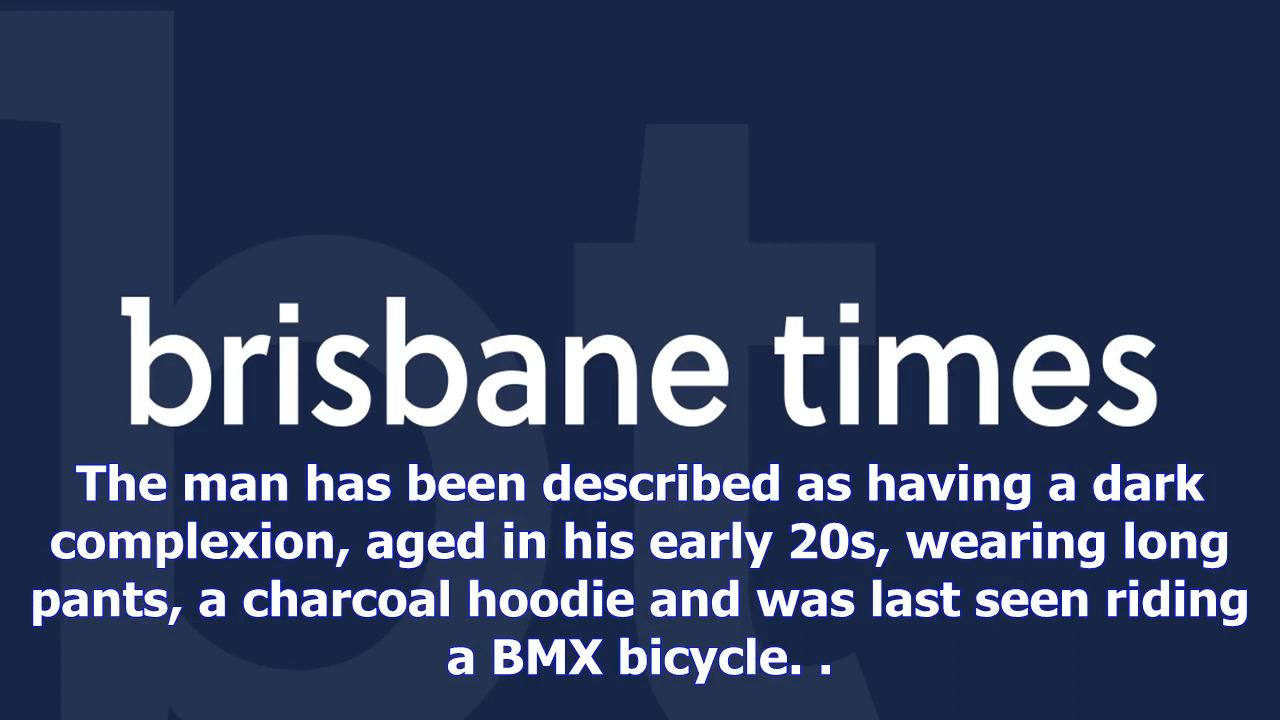 brisbane times
The man has been described as having a dark
complexion, aged in his early 20s, wearing long
pants, a charcoal hoodie and was last seen riding
a BMX bicycle. .